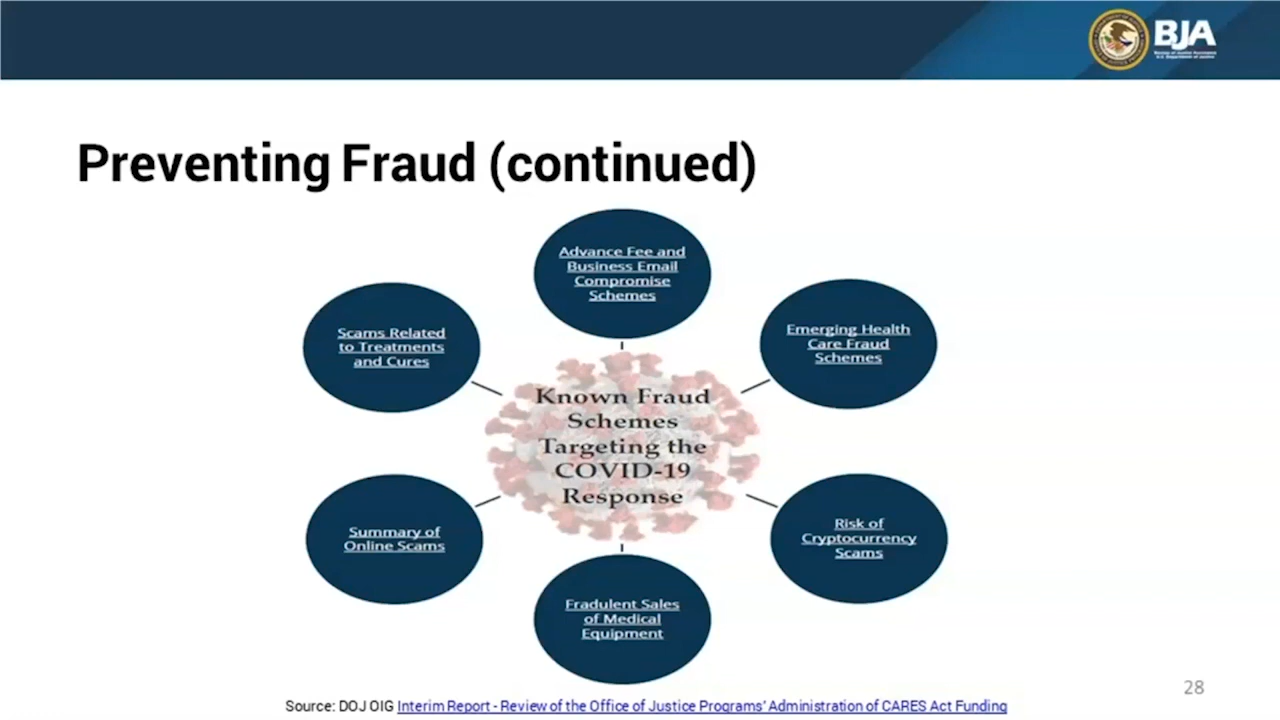 BJA
Bureau of Justice Assistance
U.S. Department of Justice
Preventing Fraud (continued)
Advance Fee and
Business Email
Compromise
Schemes
Scams Related
to Treatments
and Cures
Emerging Health
Care Fraud
Schemes
Known Fraud
Schemes
Targeting the
COVID-19
Response
Summary of
Online Scams
Risk of
Cryptocurrency
Scams
Fradulent Sales
of Medical
Equipment
28
Source: DOJ OIG Interim Report - Review of the Office of Justice Programs’ Administration of CARES Act Funding